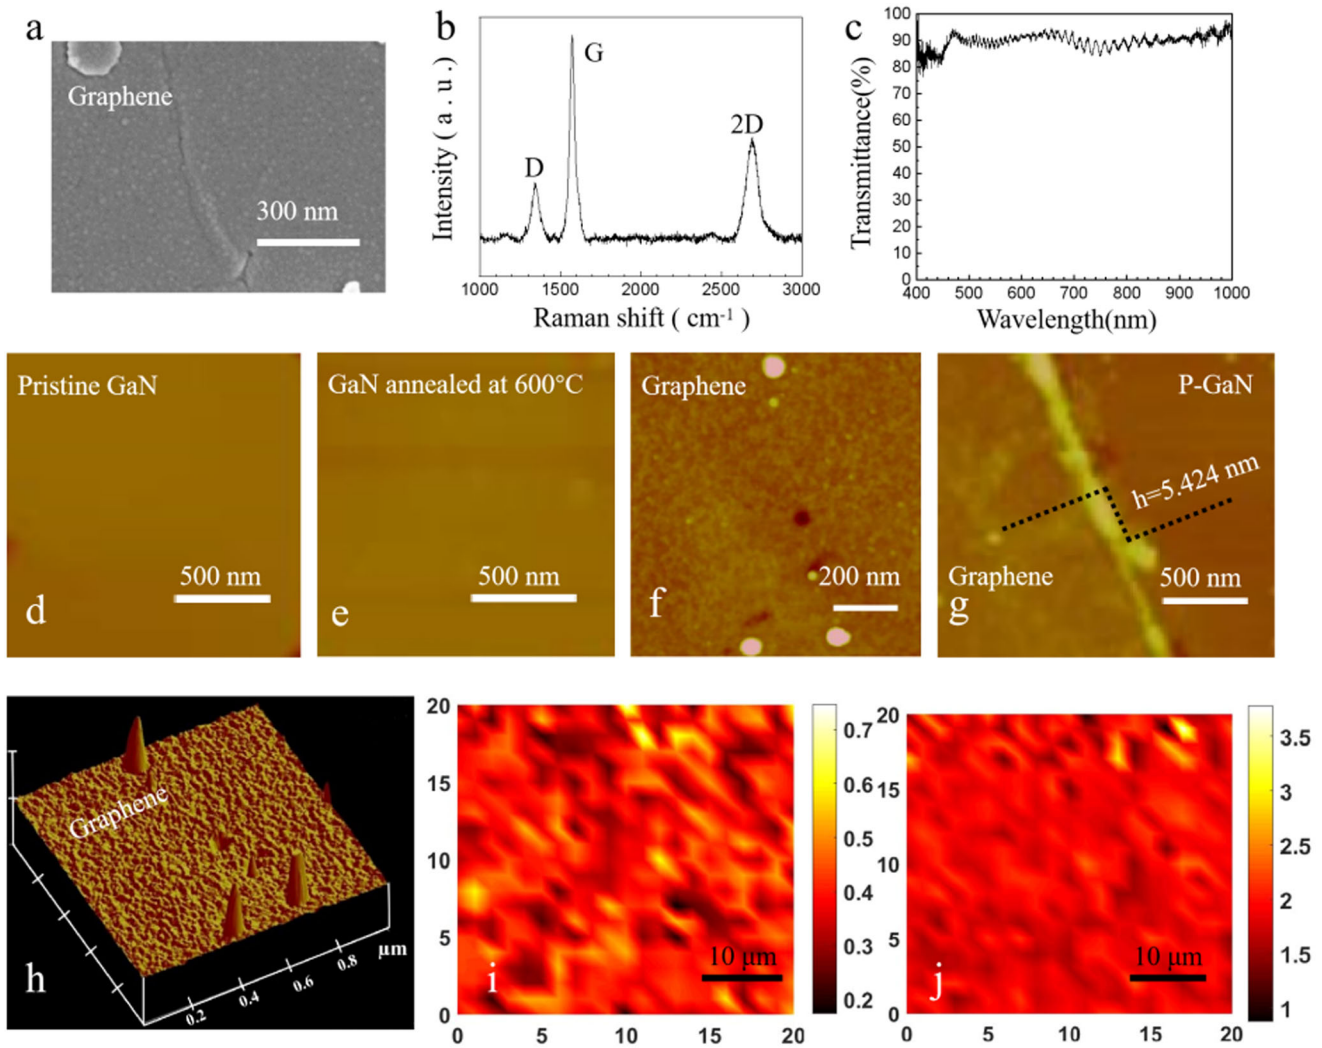 a
Graphene
300 nm
b
Intensity ( a . u . )
D
G
2D
1000 1500 2000 2500 3000
Raman shift ( cm-1 )
c
Transmittance(%)
100
90
80
70
60
50
40
30
20
10
0
400 500 600 700 800 900 1000
Wavelength(nm)
Pristine GaN
500 nm
d
GaN annealed at 600°C
500 nm
e
Graphene
200 nm
f
P-GaN
h=5.424 nm
Graphene
500 nm
g
Graphene
h
0.2 0.4 0.6 0.8 μm
20
15
10
5
0
0 5 10 15 20
10 μm
i
0.7
0.6
0.5
0.4
0.3
0.2
20
15
10
5
0
0 5 10 15 20
10 μm
j
3.5
3
2.5
2
1.5
1